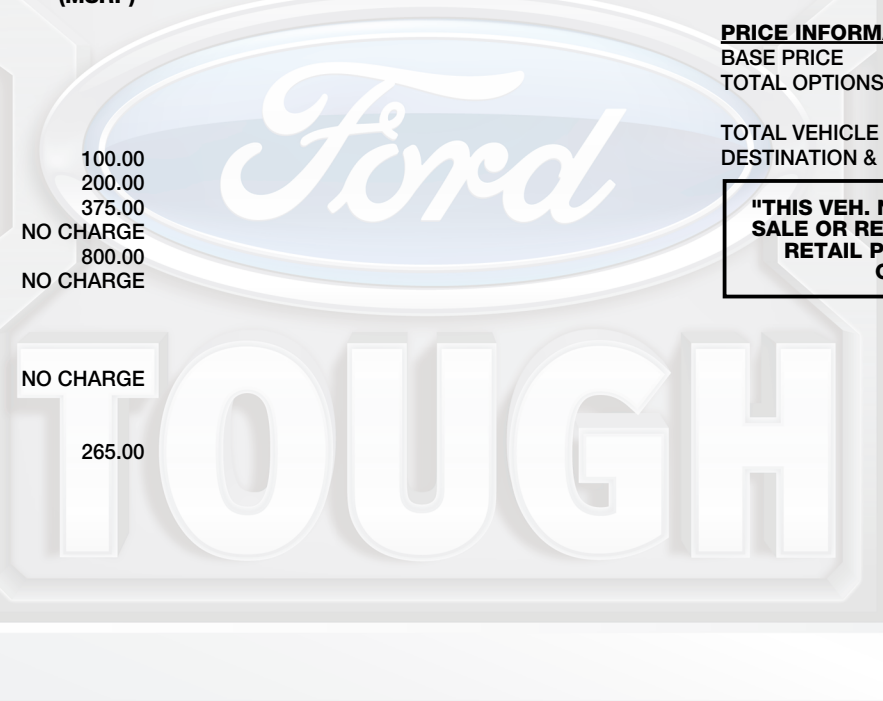 (MSRP)
100.00
200.00
375.00
NO CHARGE
800.00
NO CHARGE
NO CHARGE
265.00
PRICE INFORMA
BASE PRICE
TOTAL OPTIONS
TOTAL VEHICLE
DESTINATION &
"THIS VEH. N
SALE OR RE
RETAIL P
C
Ford
TOUGH